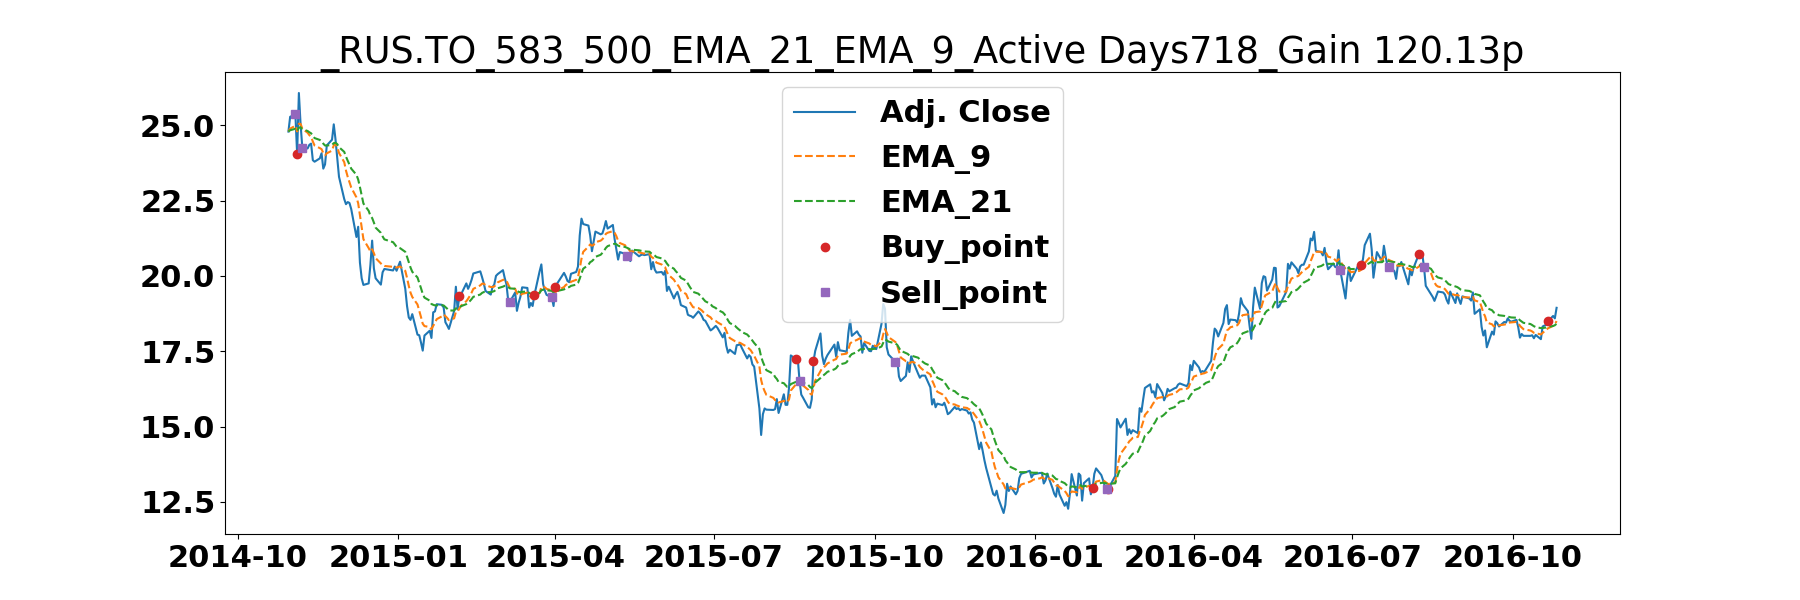 _RUS.TO_583_500_EMA_21_EMA_9_Active Days718_Gain 120.13p
Adj. Close
EMA_9
EMA_21
Buy_point
Sell_point
25.0
22.5
20.0
17.5
15.0
12.5
2014-10 2015-01 2015-04 2015-07 2015-10 2016-01 2016-04 2016-07 2016-10